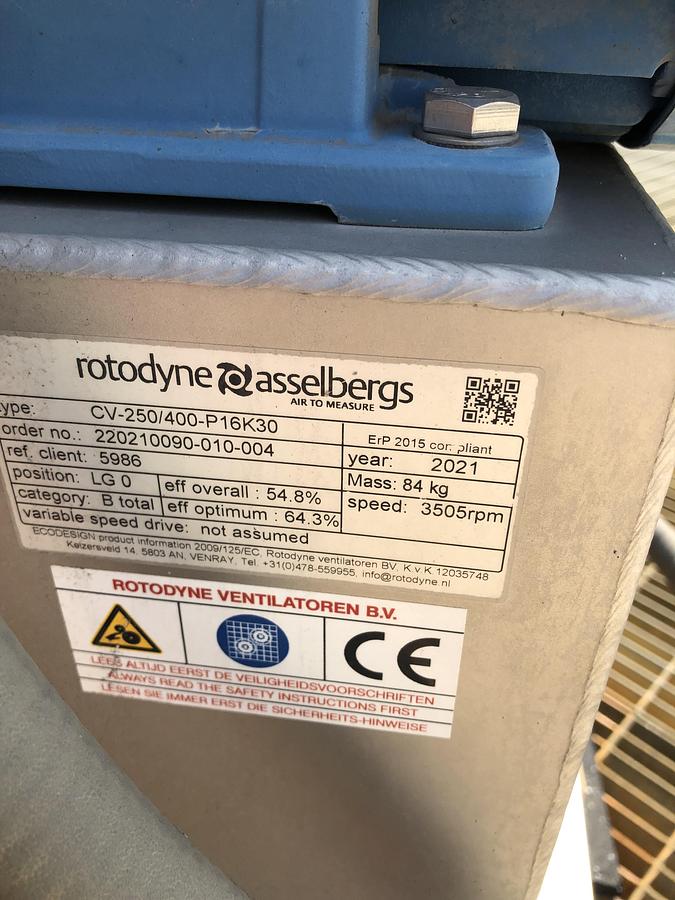 rotodyne asselbergs
AIR TO MEASURE
type: CV-250/400-P16K30
order no.: 220210090-010-004
ErP 2015 compliant
ref. client: 5986
year: 2021
position: LG 0
eff overall : 54.8%
Mass: 84 kg
category: B total
eff optimum : 64.3%
speed: 3505rpm
variable speed drive: not assumed
ECODESIGN product information 2009/125/EC, Rotodyne ventilatoren BV, K.v.K 12035748
Keizersveld 14, 5803 AN, VENRAY, Tel. +31(0)478-559955, info@rotodyne.nl
ROTODYNE VENTILATOREN B.V.
CE
LEES ALTIJD EERST DE VEILIGHEIDSVOORSCHRIFTEN
ALWAYS READ THE SAFETY INSTRUCTIONS FIRST
LESEN SIE IMMER ERST DIE SICHERHEITS-HINWEISE